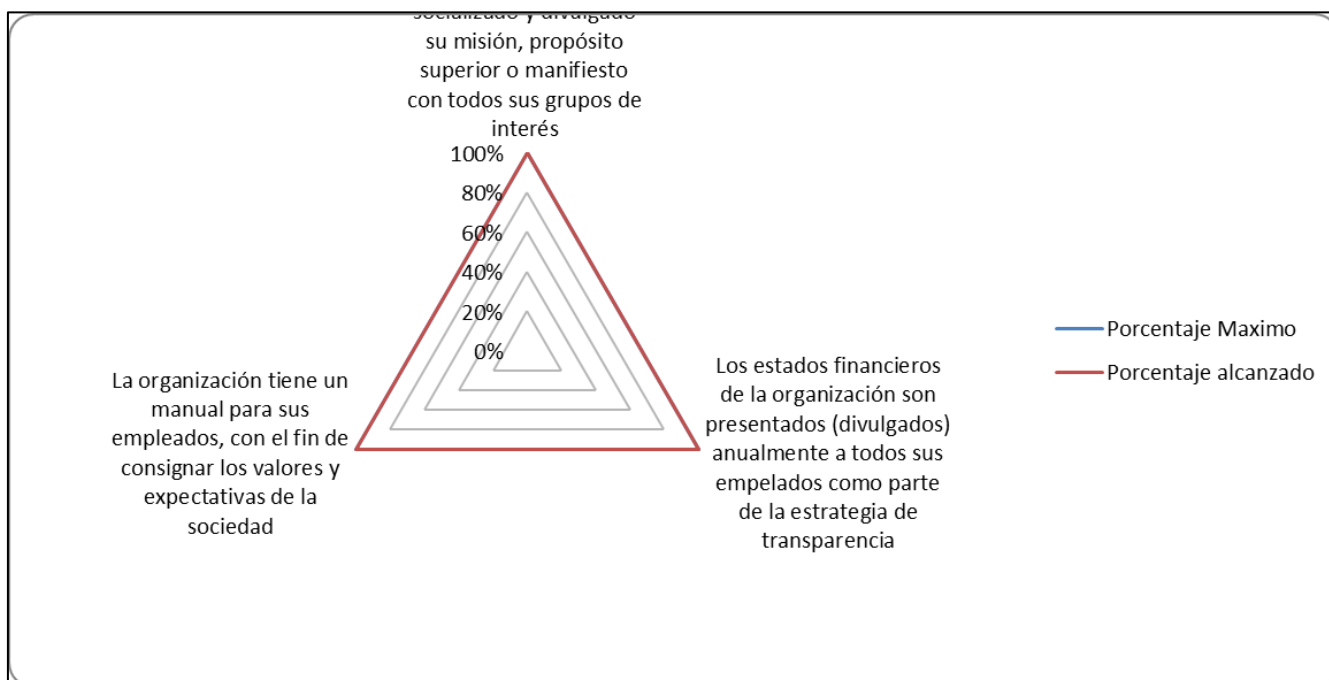 socializado y divulgado
su misión, propósito
superior o manifiesto
con todos sus grupos de
interés
100%
80%
60%
40%
20%
0%
La organización tiene un
manual para sus
empleados, con el fin de
consignar los valores y
expectativas de la
sociedad
Los estados financieros
de la organización son
presentados (divulgados)
anualmente a todos sus
empelados como parte
de la estrategia de
transparencia
Porcentaje Maximo
Porcentaje alcanzado